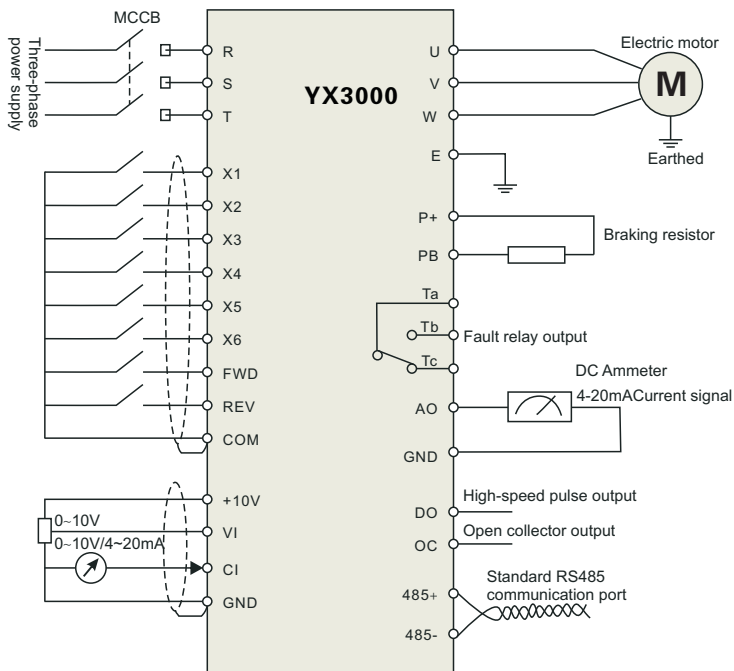 MCCB
Three-phase
power supply
R
S
T
X1
X2
X3
X4
X5
X6
FWD
REV
COM
+10V
0~10V
VI
0~10V/4~20mA
CI
GND
YX3000
U
V
W
Electric motor
M
Earthed
E
P+
PB
Braking resistor
Ta
Tb
Fault relay output
Tc
DC Ammeter
4-20mACurrent signal
AO
GND
High-speed pulse output
DO
Open collector output
OC
Standard RS485
communication port
485+
485-